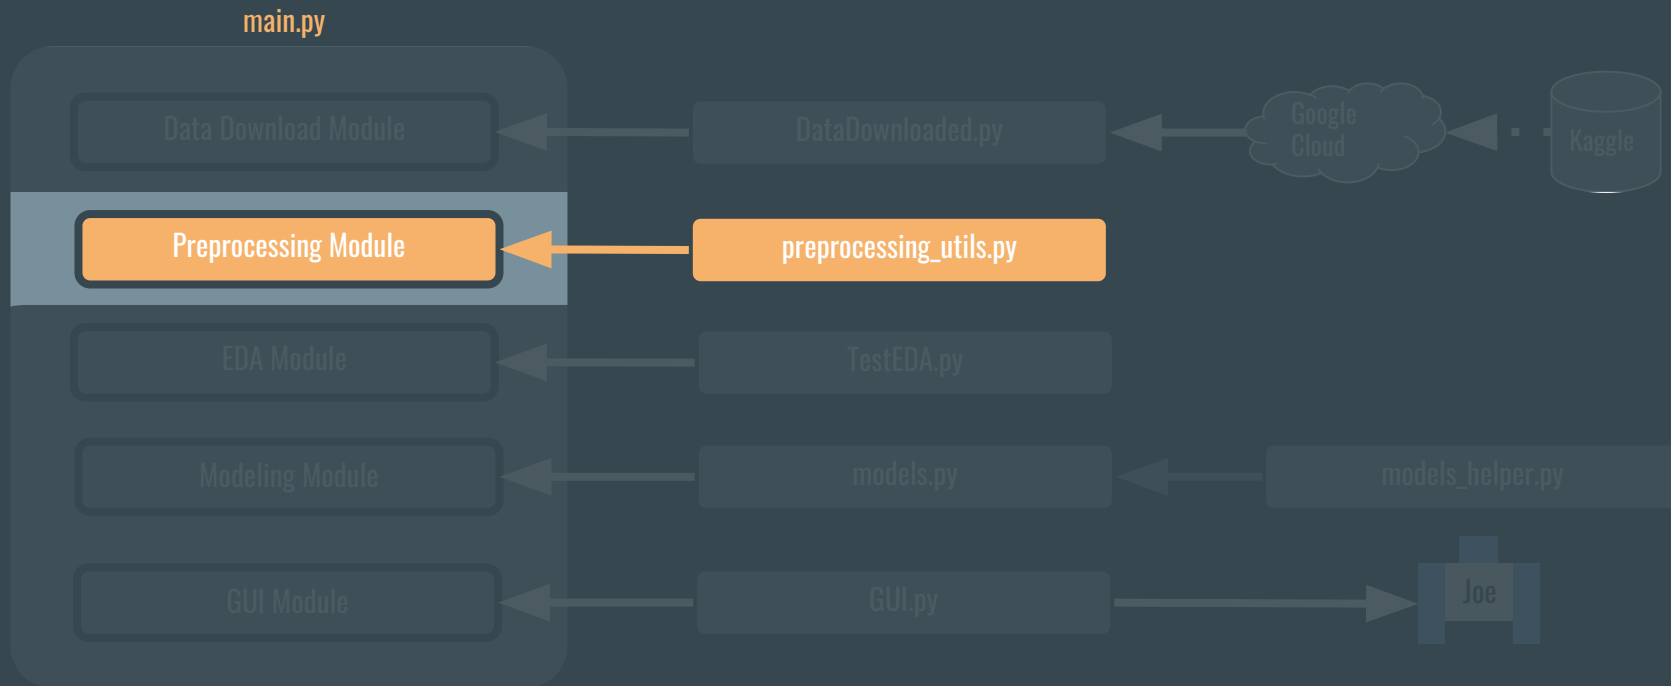 main.py
Data Download Module
DataDownloaded.py
Google
Cloud
Kaggle
Preprocessing Module
preprocessing_utils.py
EDA Module
TestEDA.py
Modeling Module
models.py
models_helper.py
GUI Module
GUI.py
Joe